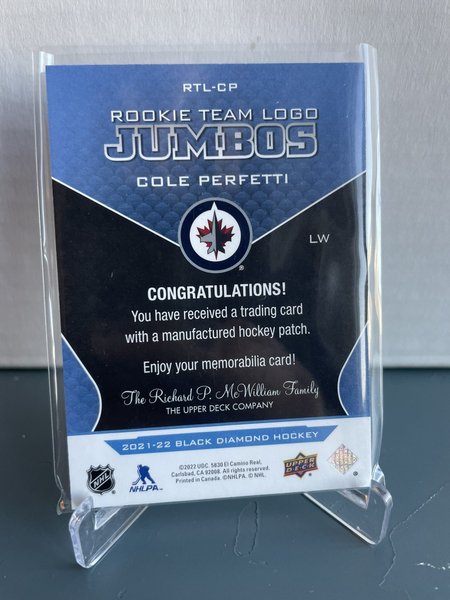 RTL-CP
ROOKIE TEAM LOGO
JUMBOS
COLE PERFETTI
LW
CONGRATULATIONS!
You have received a trading card
with a manufactured hockey patch.
Enjoy your memorabilia card!
The Richard P. McWilliam Family
THE UPPER DECK COMPANY
2021-22 BLACK DIAMOND HOCKEY
©2022 UDC. 5830 El Camino Real,
Carlsbad, CA 92008. All rights reserved.
Printed in Canada. ©NHLPA. © NHL.
NHL
NHLPA
UPPER
DECK